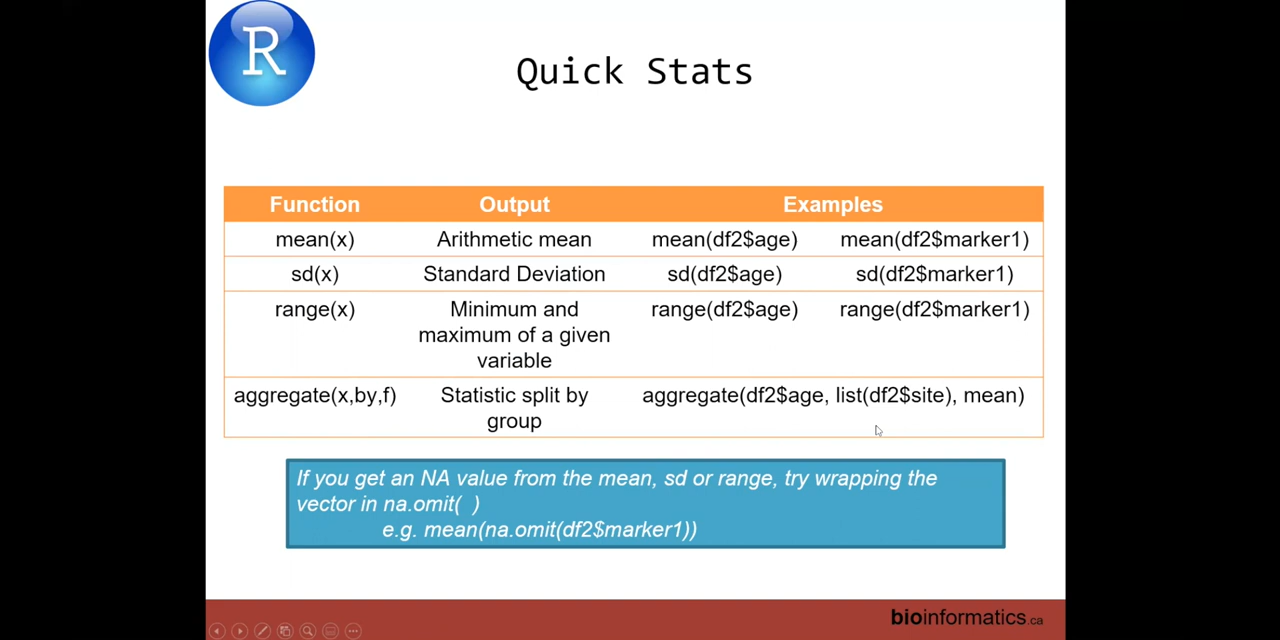 R
Quick Stats
Function Output Examples
mean(x) Arithmetic mean mean(df2$age) mean(df2$marker1)
sd(x) Standard Deviation sd(df2$age) sd(df2$marker1)
range(x) Minimum and maximum of a given variable range(df2$age) range(df2$marker1)
aggregate(x,by,f) Statistic split by group aggregate(df2$age, list(df2$site), mean)
If you get an NA value from the mean, sd or range, try wrapping the
vector in na.omit( )
e.g. mean(na.omit(df2$marker1))
bioinformatics.ca